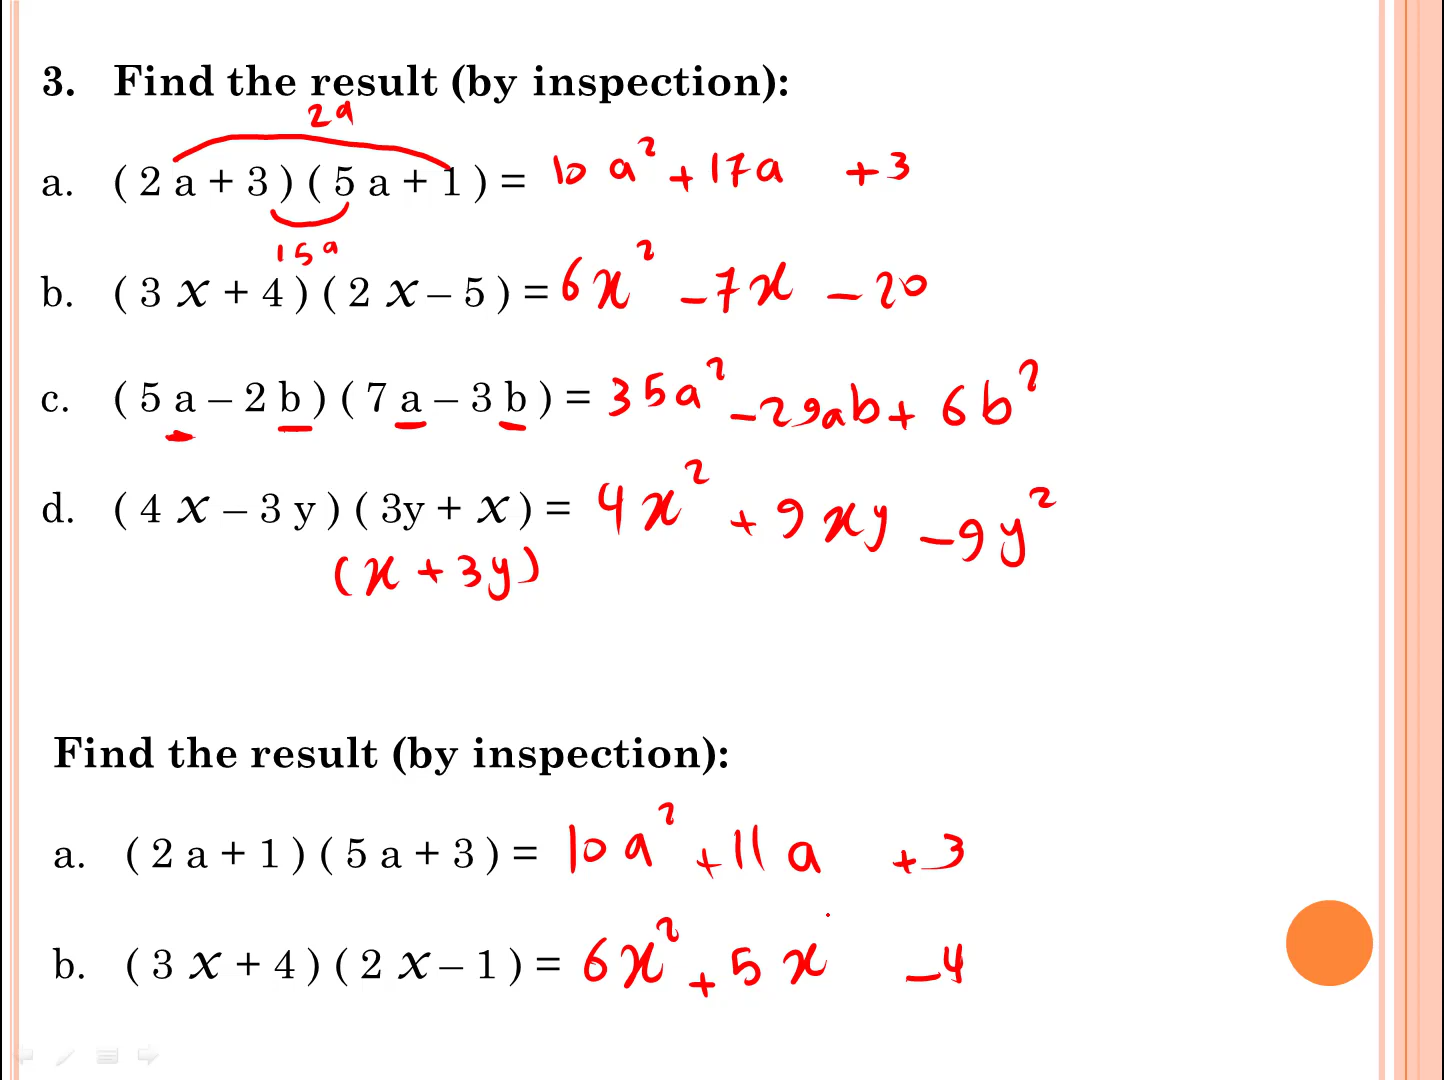 3. Find the result (by inspection):
2a
a. ( 2 a + 3 ) ( 5 a + 1 ) = 10a² + 17a + 3
15a
b. ( 3 x + 4 ) ( 2 x – 5 ) = 6x² - 7x - 20
c. ( 5 a – 2 b ) ( 7 a – 3 b ) = 35a² - 29ab + 6b²
d. ( 4 x – 3 y ) ( 3y + x ) = 4x² + 9xy - 9y²
(x + 3y)
Find the result (by inspection):
a. ( 2 a + 1 ) ( 5 a + 3 ) = 10a² + 11a + 3
b. ( 3 x + 4 ) ( 2 x – 1 ) = 6x² + 5x - 4